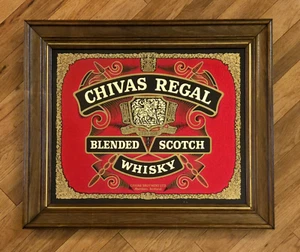 CHIVAS REGAL
BLENDED SCOTCH
WHISKY